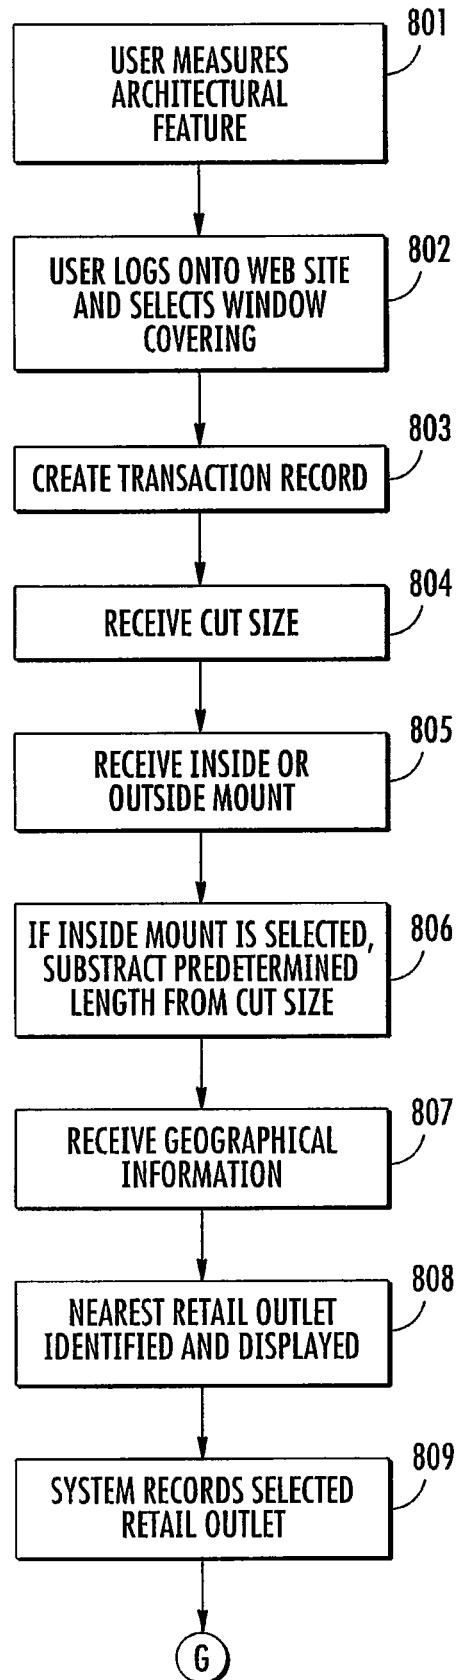 801
USER MEASURES
ARCHITECTURAL
FEATURE
802
USER LOGS ONTO WEB SITE
AND SELECTS WINDOW
COVERING
803
CREATE TRANSACTION RECORD
804
RECEIVE CUT SIZE
805
RECEIVE INSIDE OR
OUTSIDE MOUNT
806
IF INSIDE MOUNT IS SELECTED,
SUBSTRACT PREDETERMINED
LENGTH FROM CUT SIZE
807
RECEIVE GEOGRAPHICAL
INFORMATION
808
NEAREST RETAIL OUTLET
IDENTIFIED AND DISPLAYED
809
SYSTEM RECORDS SELECTED
RETAIL OUTLET
G